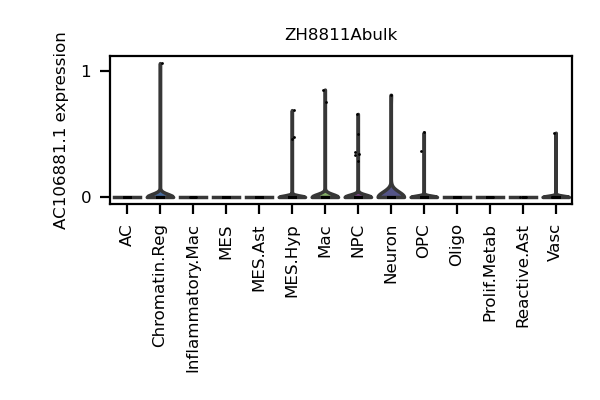 ZH8811Abulk
AC106881.1 expression
1
0
AC
Chromatin.Reg
Inflammatory.Mac
MES
MES.Ast
MES.Hyp
Mac
NPC
Neuron
OPC
Oligo
Prolif.Metab
Reactive.Ast
Vasc